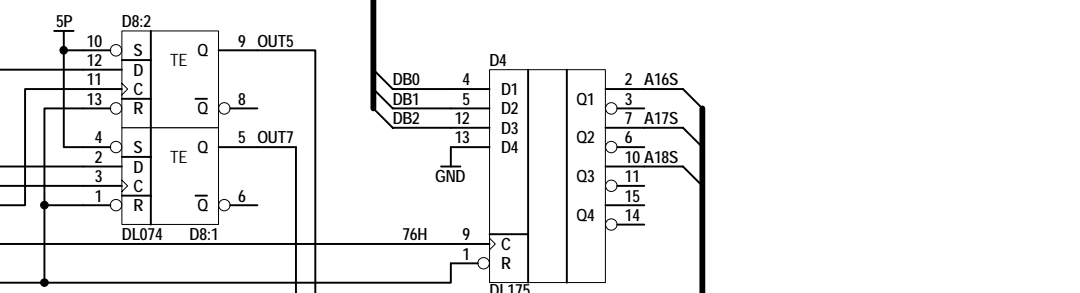 5P D8:2
10 S TE Q 9 OUT5
12 D
11 C
13 R Q 8
4 S TE Q 5 OUT7
2 D
3 C
1 R Q 6
DL074 D8:1
D4
DB0 4 D1 2 A16S
Q1
DB1 5 D2 3
DB2 12 D3 7 A17S
Q2
13 D4 6
GND
10 A18S
Q3
11
15
Q4
14
76H 9 C
1 R
DL175